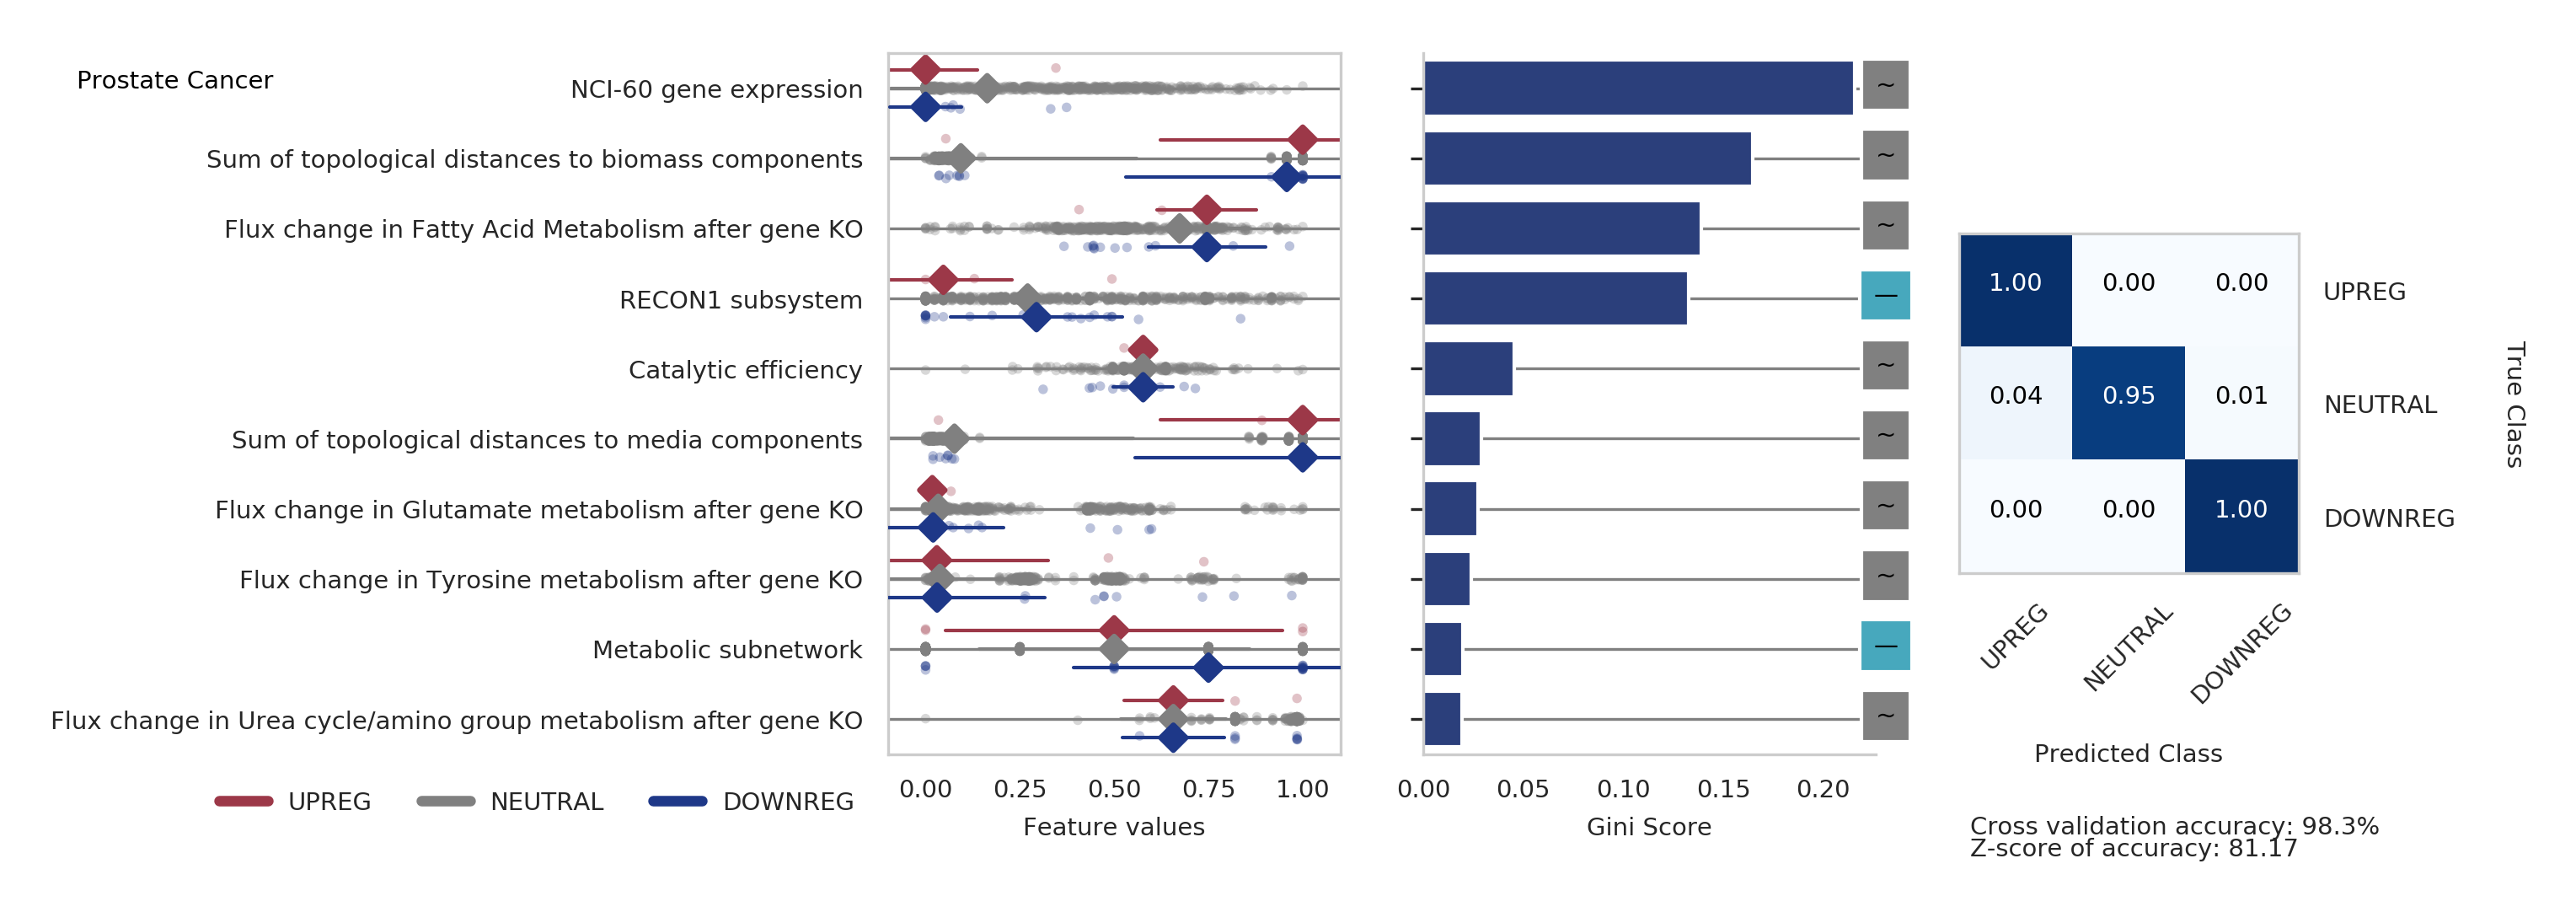 Prostate Cancer
NCI-60 gene expression
Sum of topological distances to biomass components
Flux change in Fatty Acid Metabolism after gene KO
RECON1 subsystem
Catalytic efficiency
Sum of topological distances to media components
Flux change in Glutamate metabolism after gene KO
Flux change in Tyrosine metabolism after gene KO
Metabolic subnetwork
Flux change in Urea cycle/amino group metabolism after gene KO
UPREG NEUTRAL DOWNREG
0.00 0.25 0.50 0.75 1.00
Feature values
~
~
~
—
~
~
~
~
—
~
0.00 0.05 0.10 0.15 0.20
Gini Score
1.00 0.00 0.00 UPREG
0.04 0.95 0.01 NEUTRAL
0.00 0.00 1.00 DOWNREG
True Class
UPREG NEUTRAL DOWNREG
Predicted Class
Cross validation accuracy: 98.3%
Z-score of accuracy: 81.17